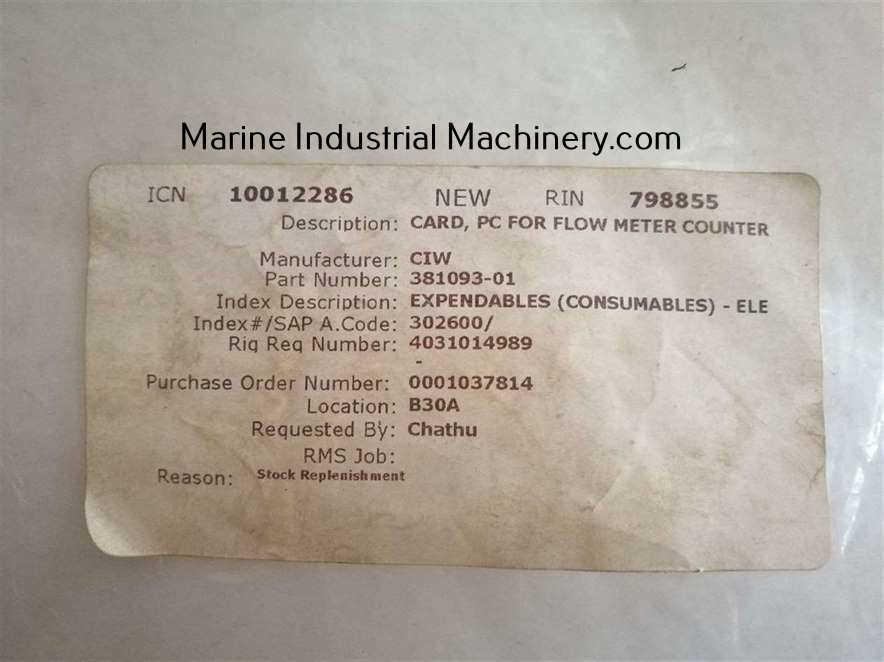 Marine Industrial Machinery.com
ICN 10012286 NEW RIN 798855
Description: CARD, PC FOR FLOW METER COUNTER
Manufacturer: CIW
Part Number: 381093-01
Index Description: EXPENDABLES (CONSUMABLES) - ELE
Index#/SAP A.Code: 302600/
Rig Req Number: 4031014989
-
Purchase Order Number: 0001037814
Location: B30A
Requested By: Chathu
RMS Job:
Reason: Stock Replenishment